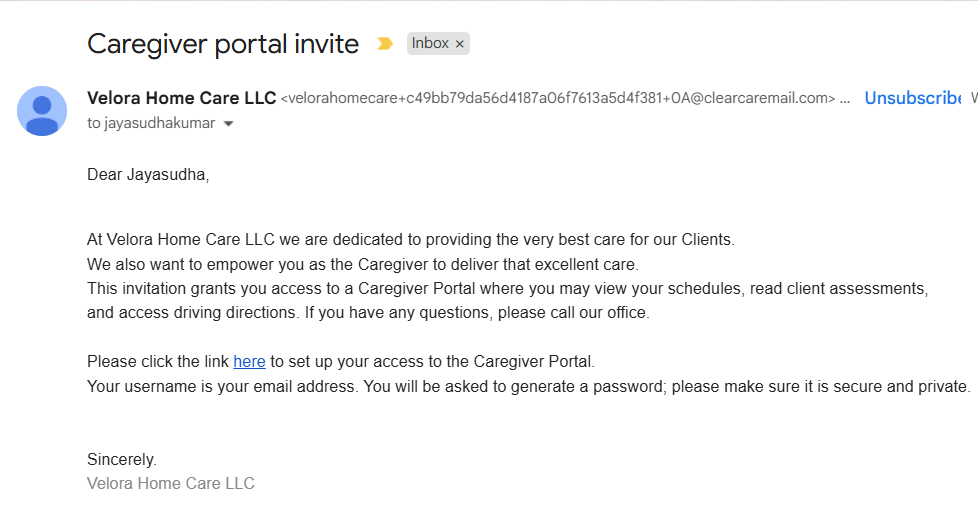 Caregiver portal invite Inbox ×
Velora Home Care LLC <velorahomecare+c49bb79da56d4187a06f7613a5d4f381+0A@clearcaremail.com> ... Unsubscribe
to jayasudhakumar
Dear Jayasudha,
At Velora Home Care LLC we are dedicated to providing the very best care for our Clients.
We also want to empower you as the Caregiver to deliver that excellent care.
This invitation grants you access to a Caregiver Portal where you may view your schedules, read client assessments,
and access driving directions. If you have any questions, please call our office.
Please click the link here to set up your access to the Caregiver Portal.
Your username is your email address. You will be asked to generate a password; please make sure it is secure and private.
Sincerely.
Velora Home Care LLC